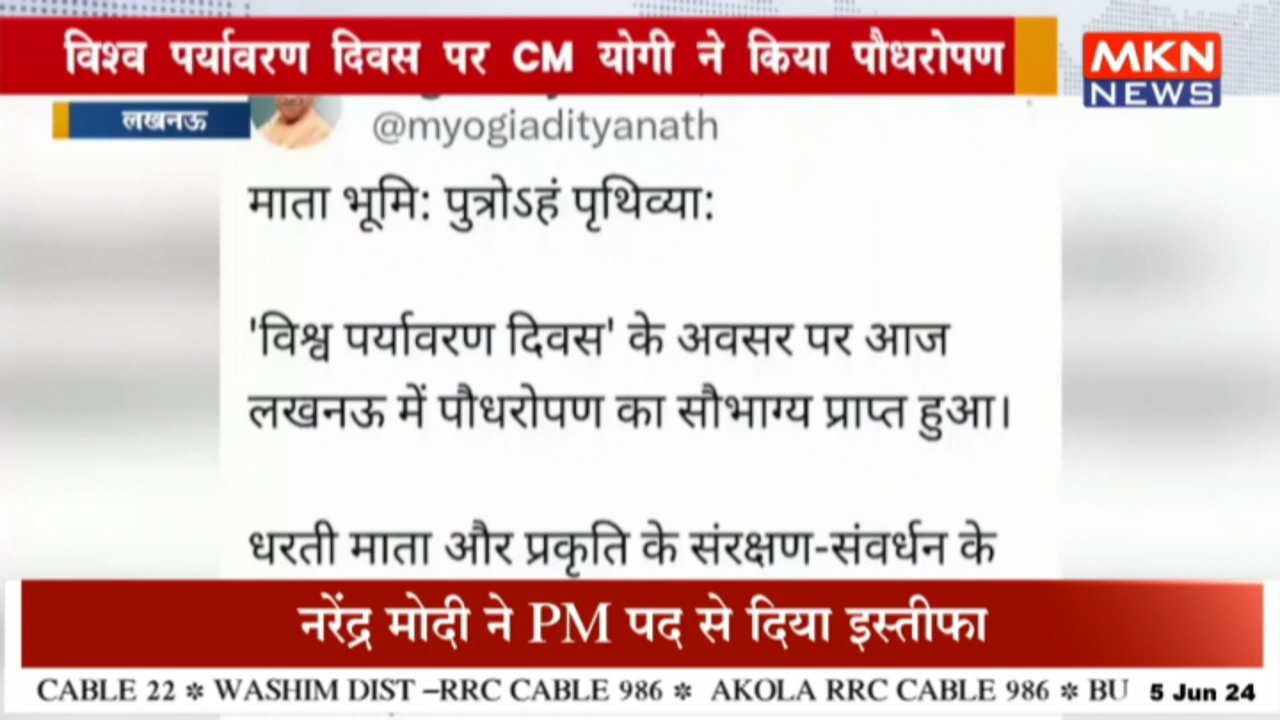 विश्व पर्यावरण दिवस पर CM योगी ने किया पौधरोपण
MKN
NEWS
लखनऊ
@myogiadityanath
माता भूमि: पुत्रोऽहं पृथिव्या:
'विश्व पर्यावरण दिवस' के अवसर पर आज
लखनऊ में पौधरोपण का सौभाग्य प्राप्त हुआ।
धरती माता और प्रकृति के संरक्षण-संवर्धन के
नरेंद्र मोदी ने PM पद से दिया इस्तीफा
CABLE 22 ✲ WASHIM DIST –RRC CABLE 986 ✲ AKOLA RRC CABLE 986 ✲ BU
5 Jun 24